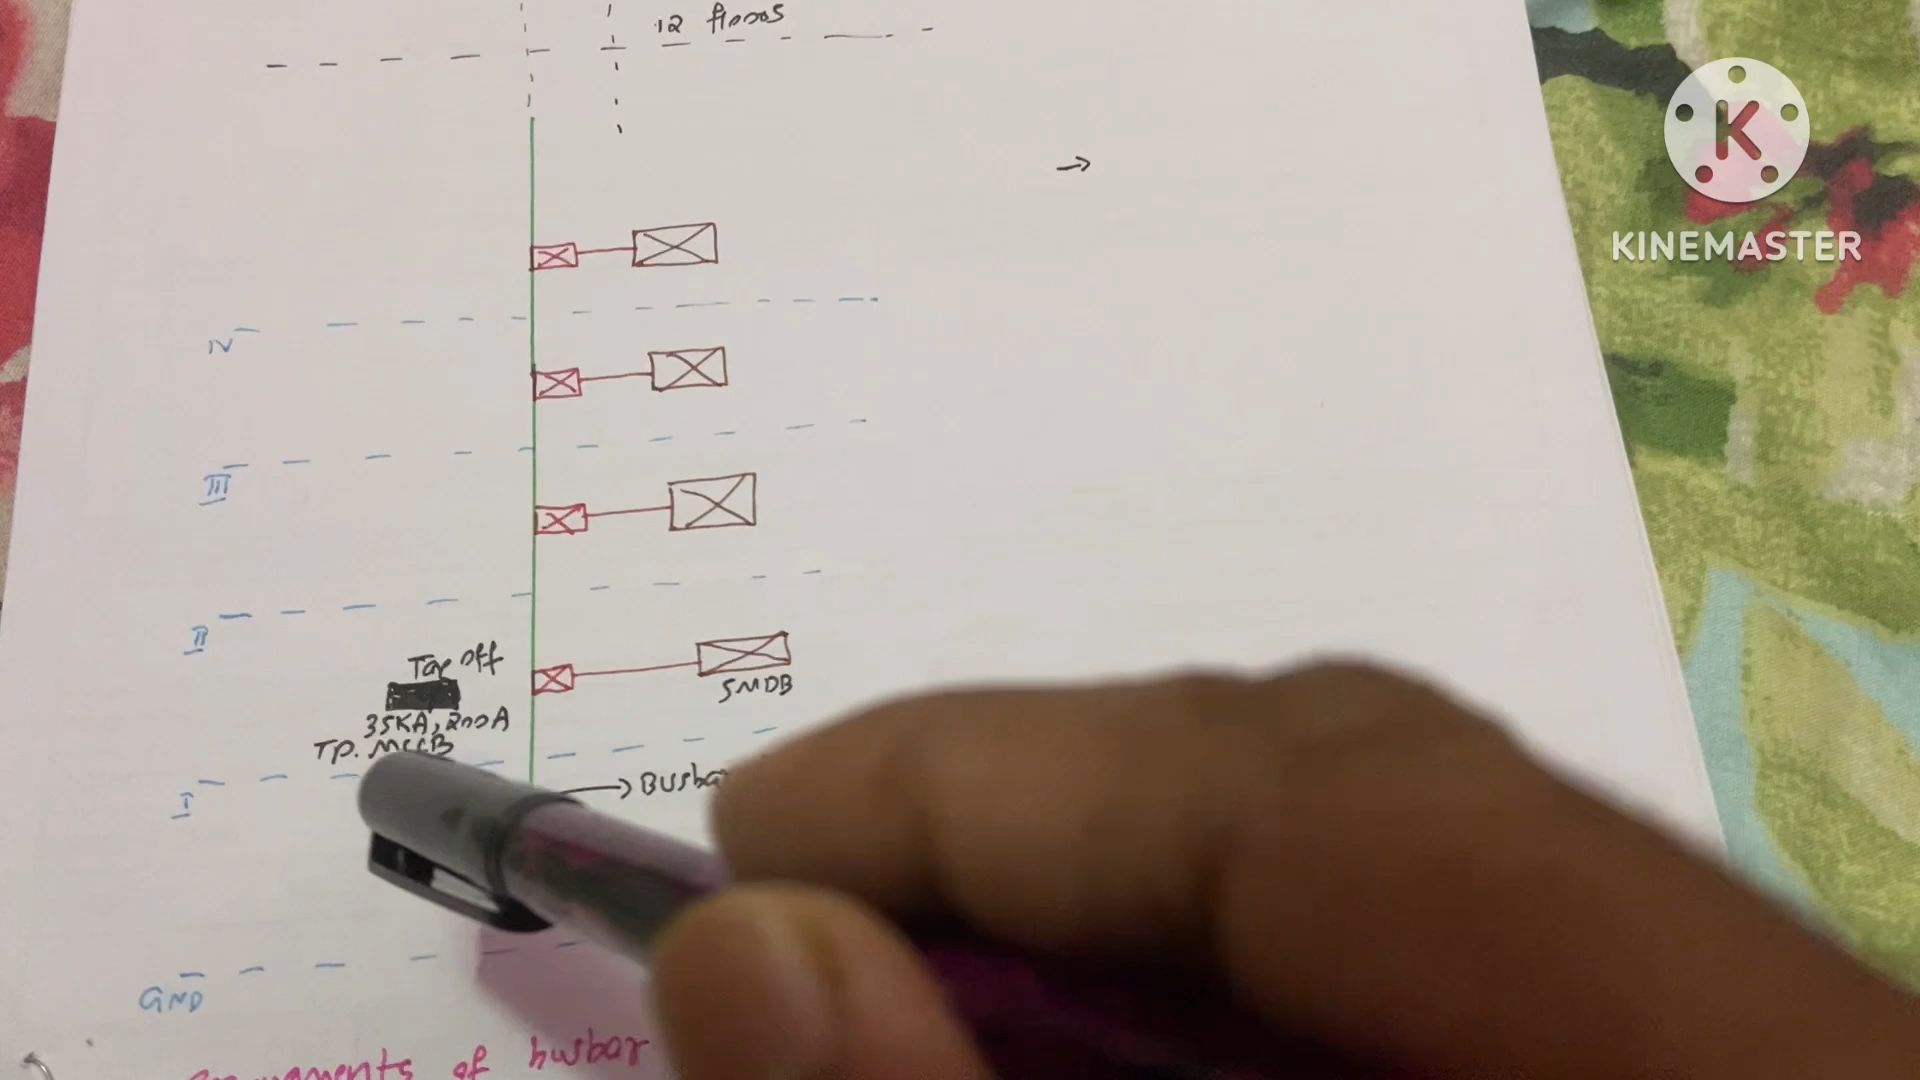 12 floors
K
KINEMASTER
IV
III
II
Tap off
35KA, 200A
TP. MCCB
SMDB
I
Busba
GND
of busbar